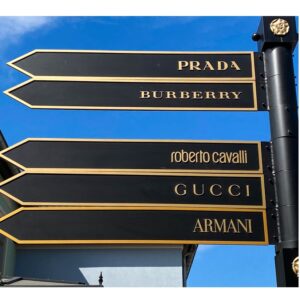 PRADA
BURBERRY
roberto cavalli
GUCCI
ARMANI